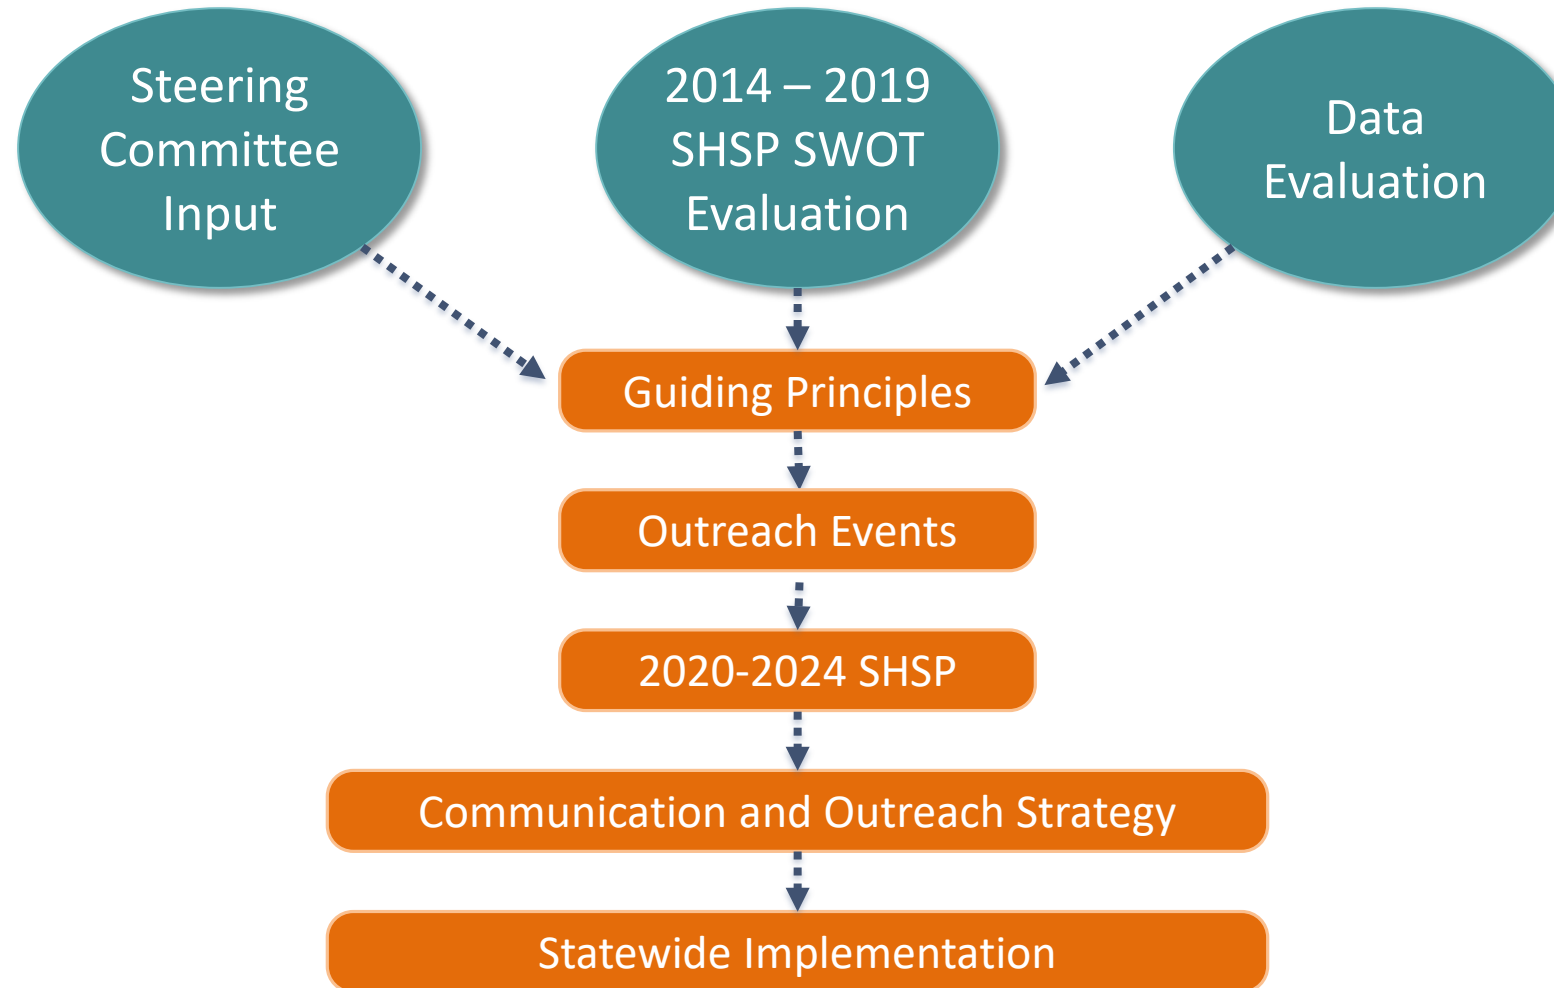 Steering
Committee
Input
2014 – 2019
SHSP SWOT
Evaluation
Data
Evaluation
Guiding Principles
Outreach Events
2020-2024 SHSP
Communication and Outreach Strategy
Statewide Implementation